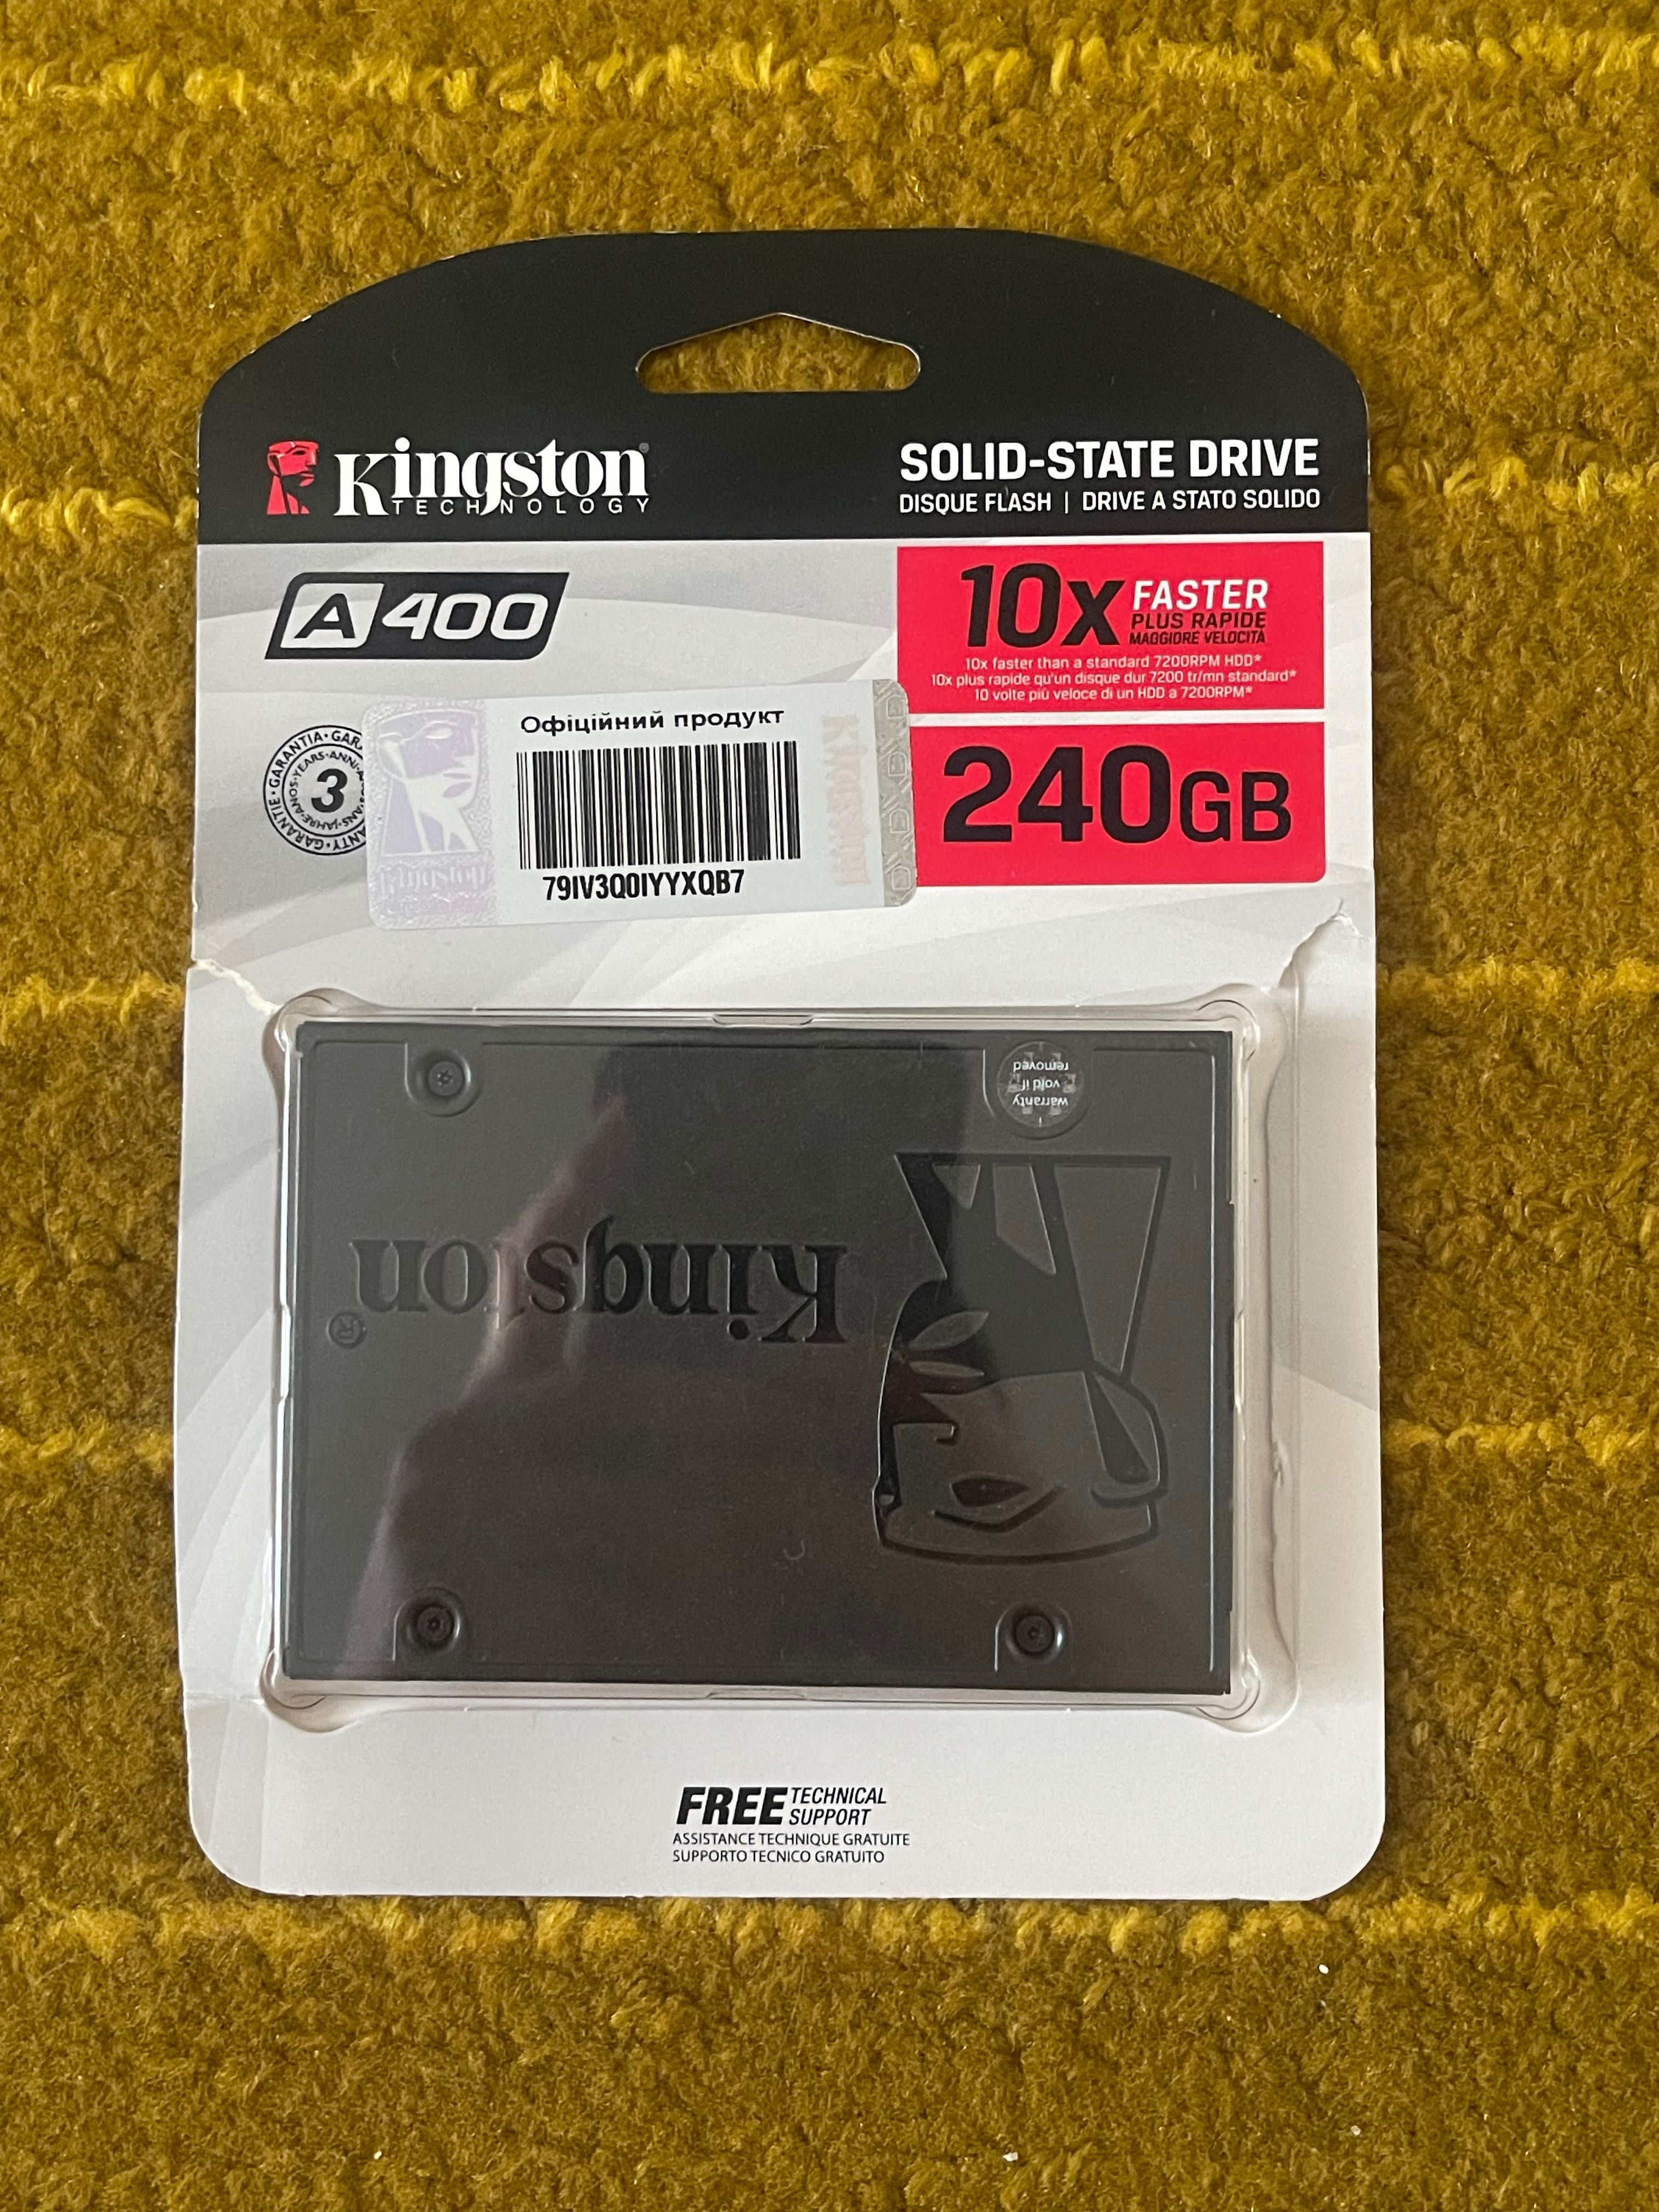 Kingston
TECHNOLOGY
SOLID-STATE DRIVE
DISQUE FLASH | DRIVE A STATO SOLIDO
A400
10x FASTER
PLUS RAPIDE
MAGGIORE VELOCITÀ
10x faster than a standard 7200RPM HDD*
10x plus rapide qu'un disque dur 7200 tr/mn standard*
10 volte più veloce di un HDD a 7200RPM*
240GB
GARANTIE • GARANTIA •
3
Офіційний продукт
79IV3Q0IYYXQB7
Kingston
Kingston
warranty
void if
removed
Kingston®
FREE TECHNICAL
SUPPORT
ASSISTANCE TECHNIQUE GRATUITE
SUPPORTO TECNICO GRATUITO